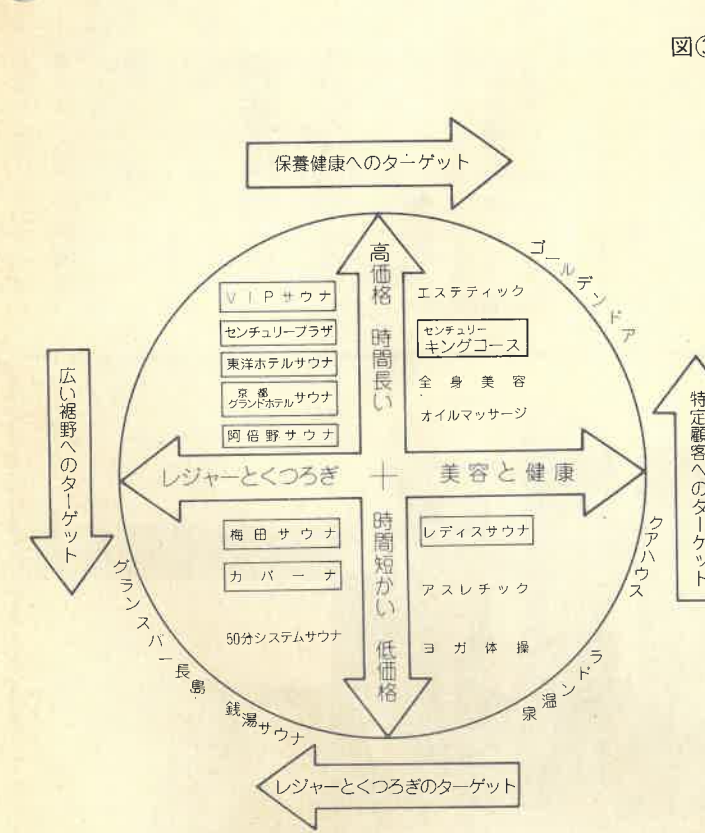 図
保養健康へのターゲット
高価格 時間長い
VIPサウナ
センチュリープラザ
東洋ホテルサウナ
京都
グランドホテルサウナ
阿倍野サウナ
エステティック
センチュリー
キングコース
全身美容
オイルマッサージ
ゴールデンドア
広い裾野へのターゲット
特定顧客へのターゲット
レジャーとくつろぎ
美容と健康
時間短かい 低価格
梅田サウナ
カバーナ
50分システムサウナ
レディスサウナ
アスレチック
ヨガ体操
クアハウス
グランスパー長島
銭湯サウナ
ランド温泉
レジャーとくつろぎのターゲット